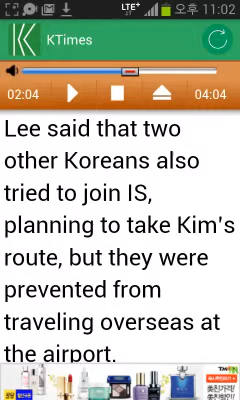 LTE 오후 11:02
KTimes
02:04 04:04
Lee said that two
other Koreans also
tried to join IS,
planning to take Kim's
route, but they were
prevented from
traveling overseas at
the airport.